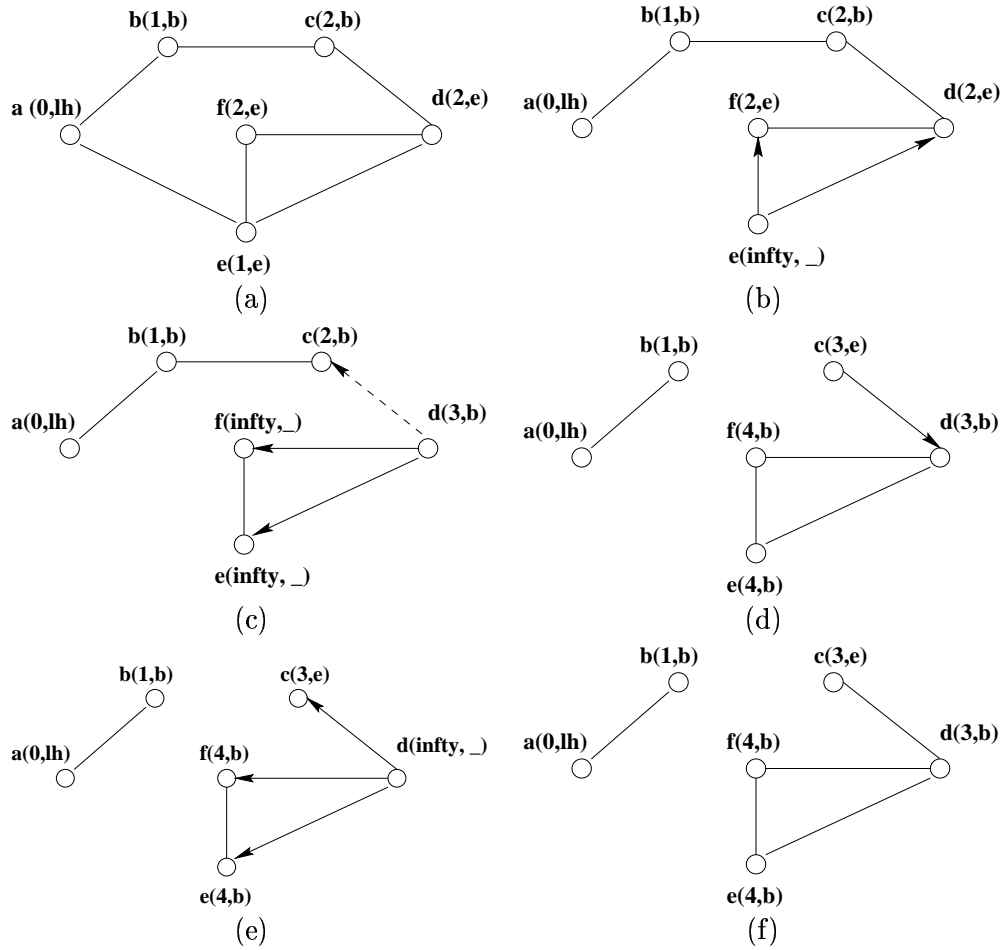 b(1,b) c(2,b)
a (0,lh) f(2,e) d(2,e)
e(1,e)
(a)
b(1,b) c(2,b)
a(0,lh) f(2,e) d(2,e)
e(infty, _)
(b)
b(1,b) c(2,b)
a(0,lh) f(infty,_) d(3,b)
e(infty, _)
(c)
b(1,b) c(3,e)
a(0,lh) f(4,b) d(3,b)
e(4,b)
(d)
b(1,b) c(3,e)
a(0,lh) f(4,b) d(infty, _)
e(4,b)
(e)
b(1,b) c(3,e)
a(0,lh) f(4,b) d(3,b)
e(4,b)
(f)